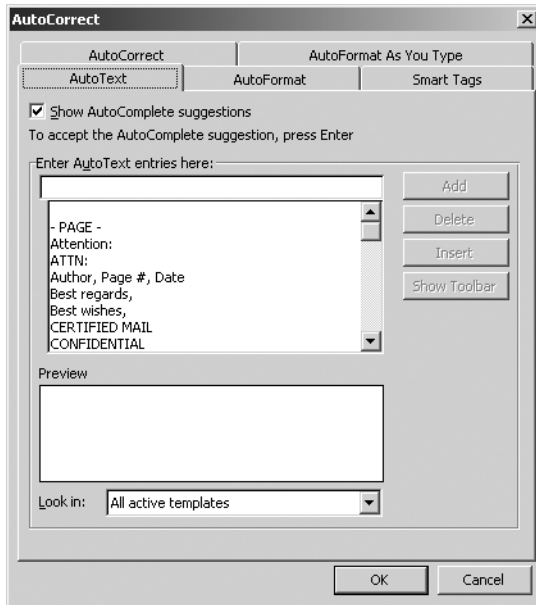 AutoCorrect
AutoCorrect AutoFormat As You Type
AutoText AutoFormat Smart Tags
Show AutoComplete suggestions
To accept the AutoComplete suggestion, press Enter
Enter AutoText entries here:
Add
- PAGE -
Attention:
ATTN:
Author, Page #, Date
Best regards,
Best wishes,
CERTIFIED MAIL
CONFIDENTIAL
Delete
Insert
Show Toolbar
Preview
Look in: All active templates
OK Cancel